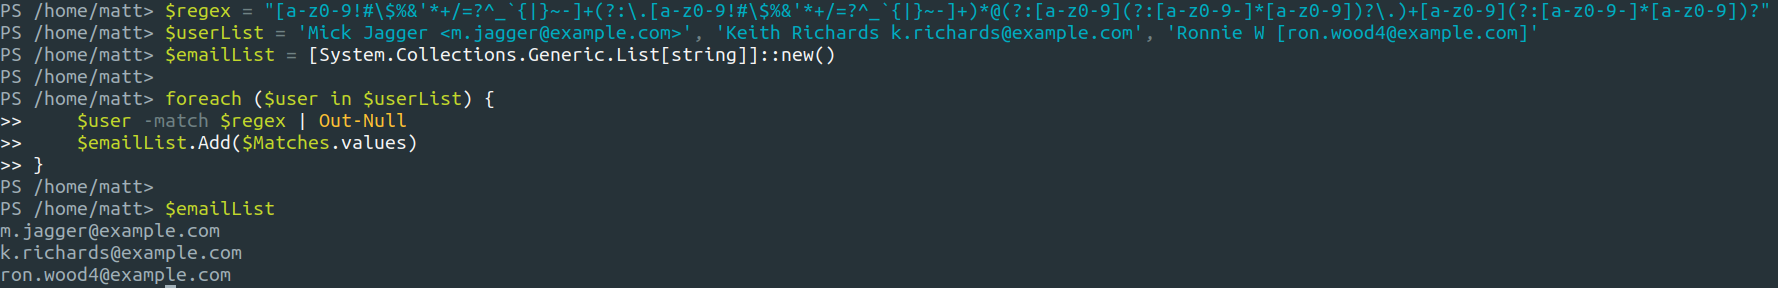 PS /home/matt> $regex = "[a-z0-9!#\$%&'*+/=?^_`{|}~-]+(?:\.[a-z0-9!#\$%&'*+/=?^_`{|}~-]+)*@(?:[a-z0-9](?:[a-z0-9-]*[a-z0-9])?\.)+[a-z0-9](?:[a-z0-9-]*[a-z0-9])?"
PS /home/matt> $userList = 'Mick Jagger <m.jagger@example.com>', 'Keith Richards k.richards@example.com', 'Ronnie W [ron.wood4@example.com]'
PS /home/matt> $emailList = [System.Collections.Generic.List[string]]::new()
PS /home/matt>
PS /home/matt> foreach ($user in $userList) {
>>     $user -match $regex | Out-Null
>>     $emailList.Add($Matches.values)
>> }
PS /home/matt>
PS /home/matt> $emailList
m.jagger@example.com
k.richards@example.com
ron.wood4@example.com